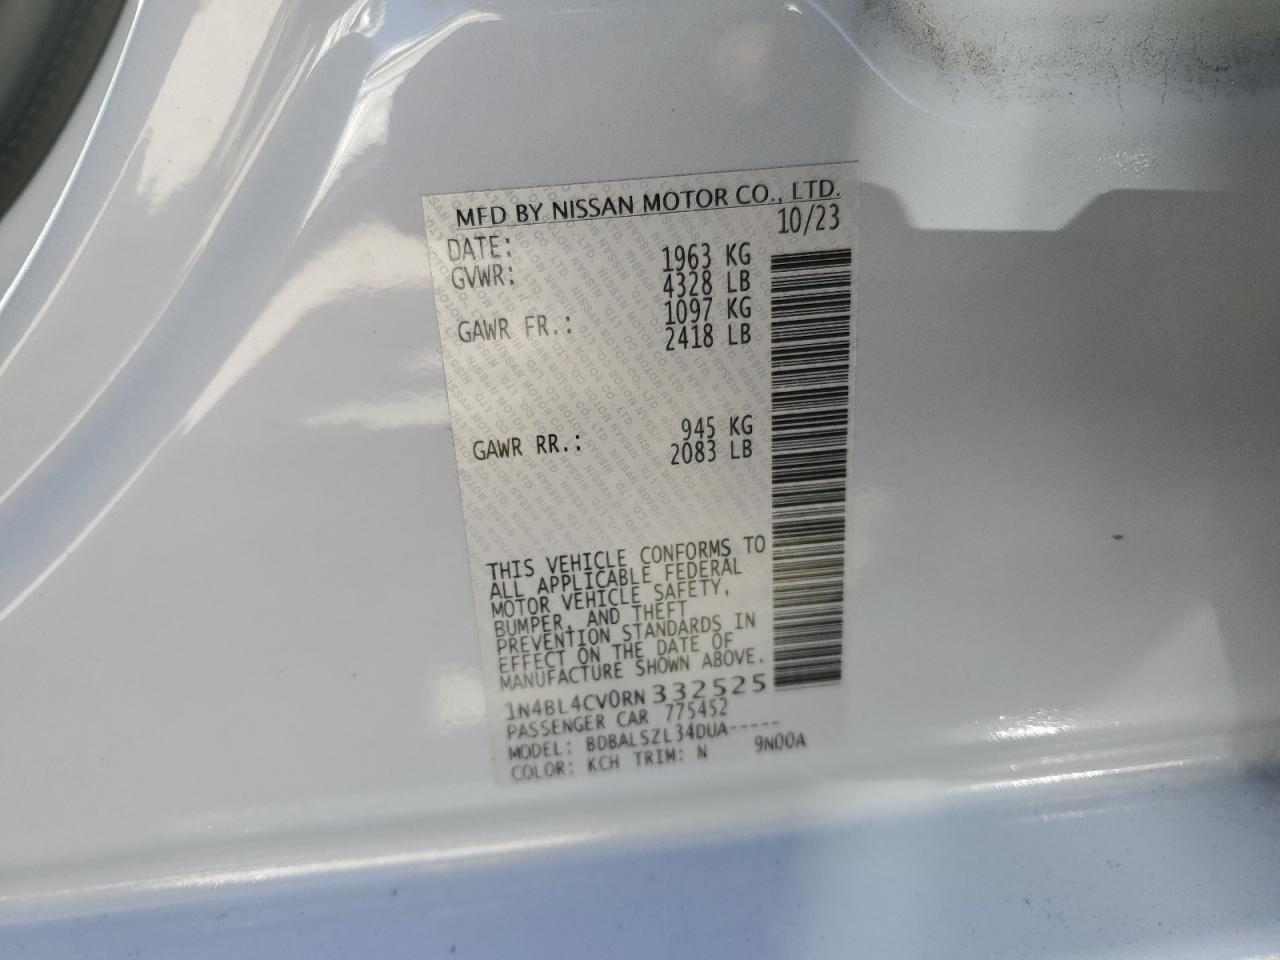 MFD BY NISSAN MOTOR CO., LTD.
DATE: 10/23
GVWR: 1963 KG
4328 LB
GAWR FR.: 1097 KG
2418 LB
GAWR RR.: 945 KG
2083 LB
THIS VEHICLE CONFORMS TO
ALL APPLICABLE FEDERAL
MOTOR VEHICLE SAFETY,
BUMPER, AND THEFT
PREVENTION STANDARDS IN
EFFECT ON THE DATE OF
MANUFACTURE SHOWN ABOVE.
1N4BL4CV0RN332525
PASSENGER CAR 775452
MODEL: BDBALSZL34DUA-----
COLOR: KCH TRIM: N 9N00A